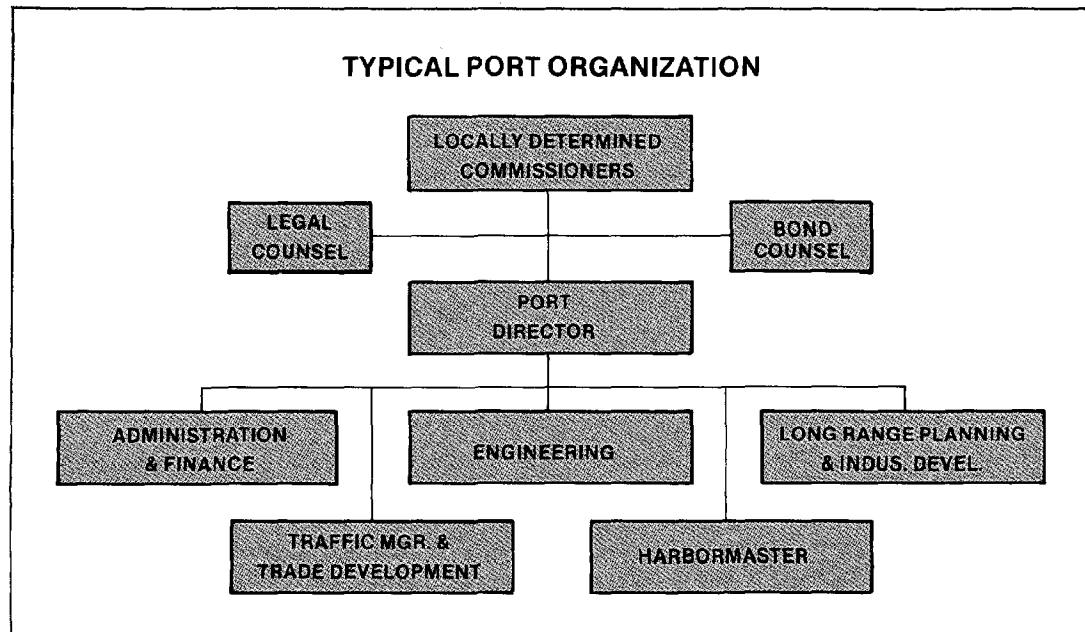 TYPICAL PORT ORGANIZATION
LOCALLY DETERMINED
COMMISSIONERS
LEGAL
COUNSEL
BOND
COUNSEL
PORT
DIRECTOR
ADMINISTRATION
& FINANCE
ENGINEERING
LONG RANGE PLANNING
& INDUS. DEVEL.
TRAFFIC MGR. &
TRADE DEVELOPMENT
HARBORMASTER